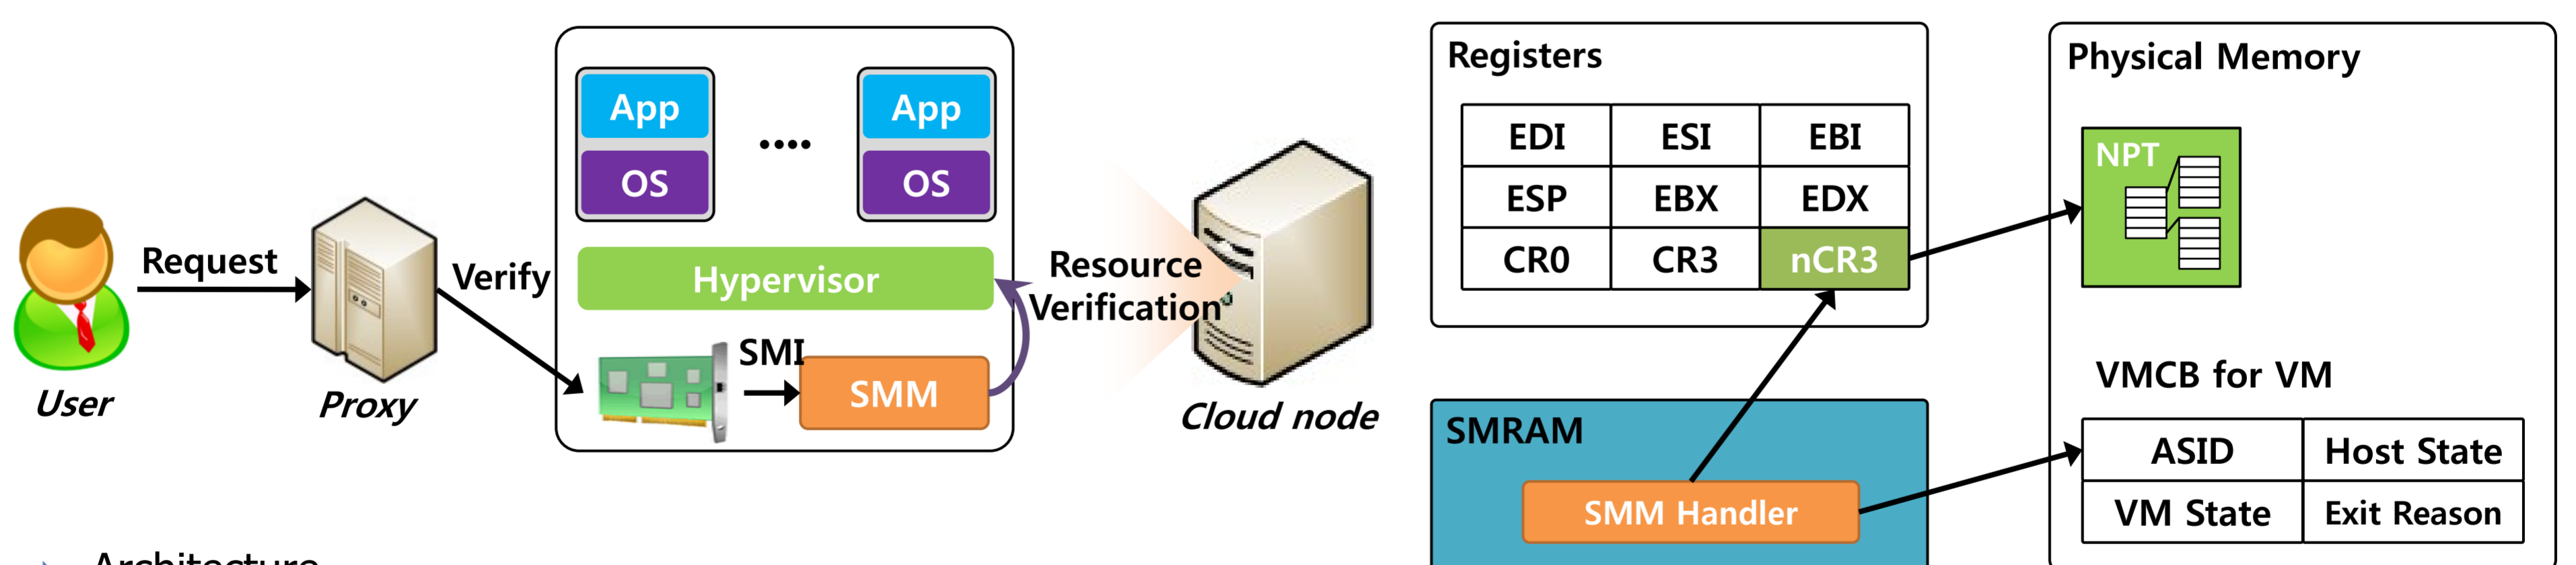 User
Request
Proxy
Verify
App
OS
....
App
OS
Hypervisor
SMI
SMM
Resource
Verification
Cloud node
Registers
EDI ESI EBI
ESP EBX EDX
CR0 CR3 nCR3
SMRAM
SMM Handler
Physical Memory
NPT
VMCB for VM
ASID Host State
VM State Exit Reason
Architecture